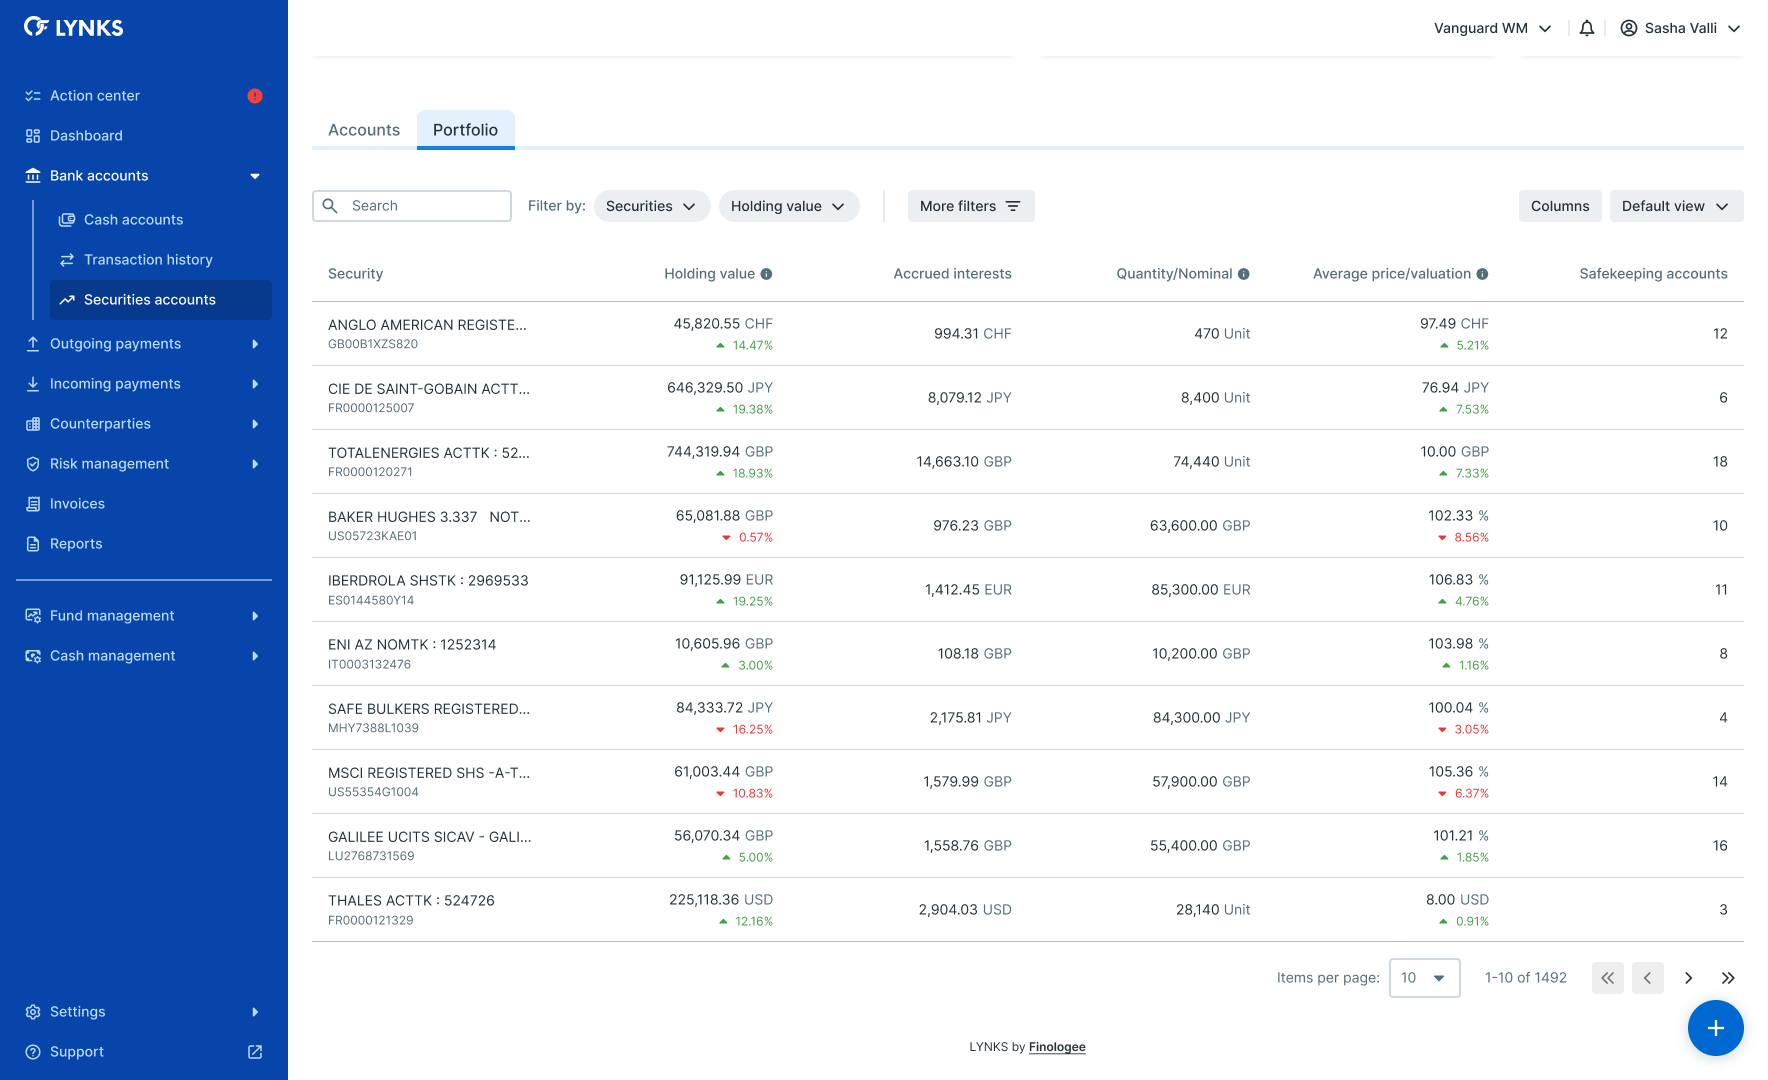 LYNKS
Vanguard WM
Sasha Valli
Action center
Dashboard
Bank accounts
Cash accounts
Transaction history
Securities accounts
Outgoing payments
Incoming payments
Counterparties
Risk management
Invoices
Reports
Fund management
Cash management
Settings
Support
Accounts Portfolio
Search Filter by: Securities Holding value More filters Columns Default view
Security Holding value Accrued interests Quantity/Nominal Average price/valuation Safekeeping accounts
ANGLO AMERICAN REGISTE... 45,820.55 CHF 994.31 CHF 470 Unit 97.49 CHF 12
GB00B1XZS820 14.47% 5.21%
CIE DE SAINT-GOBAIN ACTT... 646,329.50 JPY 8,079.12 JPY 8,400 Unit 76.94 JPY 6
FR0000125007 19.38% 7.53%
TOTALENERGIES ACTTK : 52... 744,319.94 GBP 14,663.10 GBP 74,440 Unit 10.00 GBP 18
FR0000120271 18.93% 7.33%
BAKER HUGHES 3.337 NOT... 65,081.88 GBP 976.23 GBP 63,600.00 GBP 102.33 % 10
US05723KAE01 0.57% 8.56%
IBERDROLA SHSTK : 2969533 91,125.99 EUR 1,412.45 EUR 85,300.00 EUR 106.83 % 11
ES0144580Y14 19.25% 4.76%
ENI AZ NOMTK : 1252314 10,605.96 GBP 108.18 GBP 10,200.00 GBP 103.98 % 8
IT0003132476 3.00% 1.16%
SAFE BULKERS REGISTERED... 84,333.72 JPY 2,175.81 JPY 84,300.00 JPY 100.04 % 4
MHY7388L1039 16.25% 3.05%
MSCI REGISTERED SHS -A-T... 61,003.44 GBP 1,579.99 GBP 57,900.00 GBP 105.36 % 14
US55354G1004 10.83% 6.37%
GALILEE UCITS SICAV - GALI... 56,070.34 GBP 1,558.76 GBP 55,400.00 GBP 101.21 % 16
LU2768731569 5.00% 1.85%
THALES ACTTK : 524726 225,118.36 USD 2,904.03 USD 28,140 Unit 8.00 USD 3
FR0000121329 12.16% 0.91%
Items per page: 10 1-10 of 1492
LYNKS by Finologee